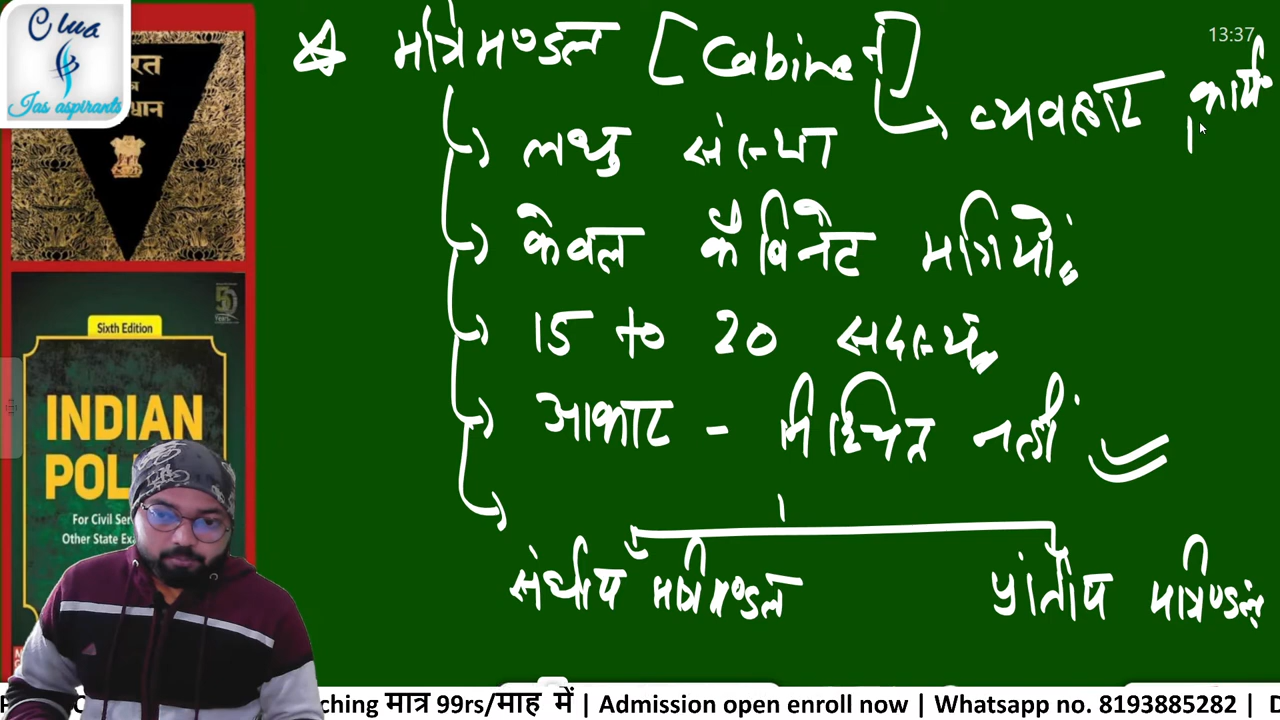 Clua
Ias aspirants
रत
धान
13:37
मंत्रिमण्डल [Cabinet]
व्यवहार कार्य
लघु संस्था
केवल कैबिनेट मंत्रियों
15 to 20 सदस्य
आकार - निश्चित नहीं
संघीय मंत्रिमण्डल
प्रांतीय मंत्रिण्डल
Sixth Edition
INDIAN
POL
For Civil Ser
Other State Ex
ching मात्र 99rs/माह में | Admission open enroll now | Whatsapp no. 8193885282 |